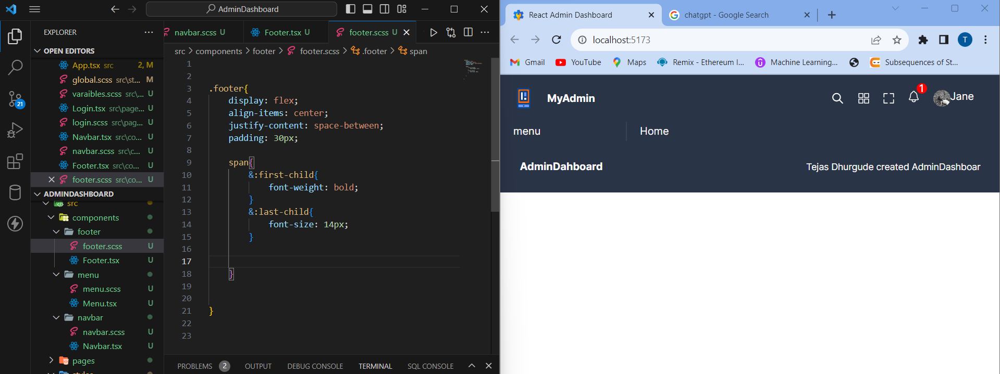 AdminDashboard
EXPLORER
OPEN EDITORS
App.tsx src 2, M
global.scss src\st... M
varaibles.scss src\... U
Login.tsx src\page... U
login.scss src\pag... U
Navbar.tsx src\co... U
navbar.scss src\c... U
Footer.tsx src\co... U
footer.scss src\co... U
ADMINDASHBOARD
src
components
footer
footer.scss U
Footer.tsx U
menu
menu.scss U
Menu.tsx U
navbar
navbar.scss U
Navbar.tsx U
pages
21
navbar.scss U
Footer.tsx U
footer.scss U
src > components > footer > footer.scss > .footer > span
1
2
3 .footer{
4 display: flex;
5 align-items: center;
6 justify-content: space-between;
7 padding: 30px;
8
9 span{
10 &:first-child{
11 font-weight: bold;
12 }
13 &:last-child{
14 font-size: 14px;
15 }
16
17
18 }
19
20
21 }
22
23
PROBLEMS 2 OUTPUT DEBUG CONSOLE TERMINAL SQL CONSOLE
React Admin Dashboard
chatgpt - Google Search
localhost:5173
T
Gmail YouTube Maps Remix - Ethereum I... Machine Learning... Subsequences of St...
MyAdmin
1
Jane
menu
Home
AdminDahboard
Tejas Dhurgude created AdminDashboar